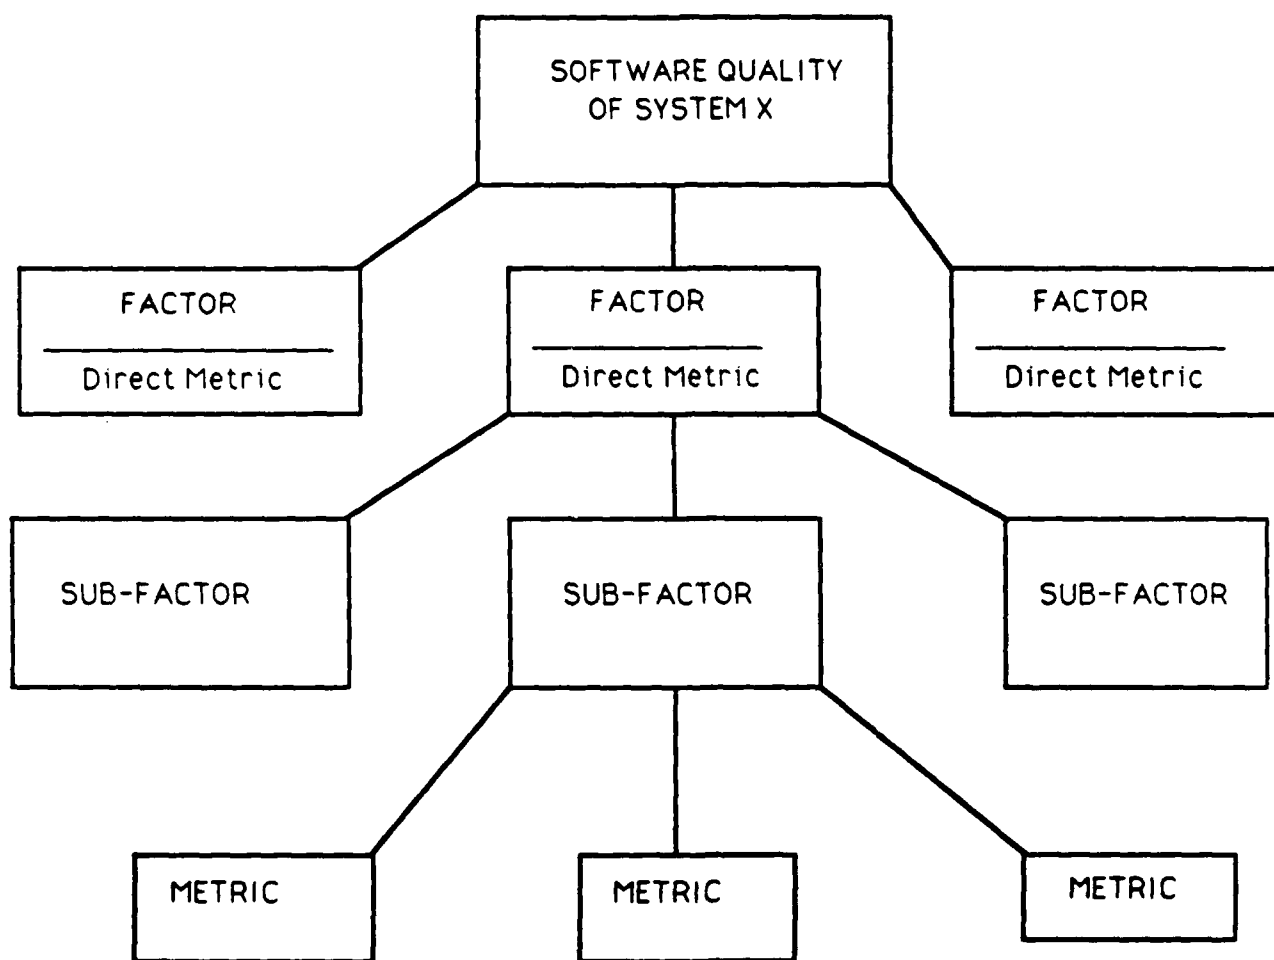 SOFTWARE QUALITY
OF SYSTEM X
FACTOR
Direct Metric
FACTOR
Direct Metric
FACTOR
Direct Metric
SUB-FACTOR
SUB-FACTOR
SUB-FACTOR
METRIC
METRIC
METRIC